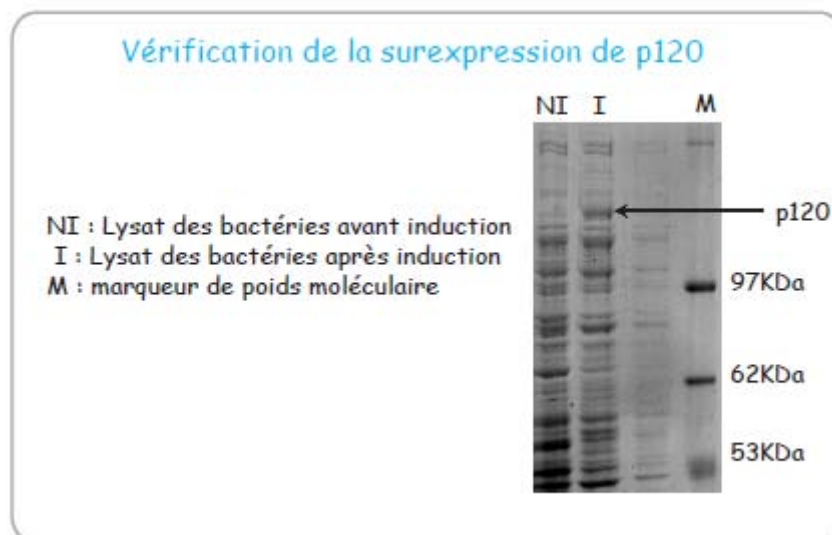 Vérification de la surexpression de p120
NI I M
p120
NI : Lysat des bactéries avant induction
I : Lysat des bactéries après induction
M : marqueur de poids moléculaire
97KDa
62KDa
53KDa